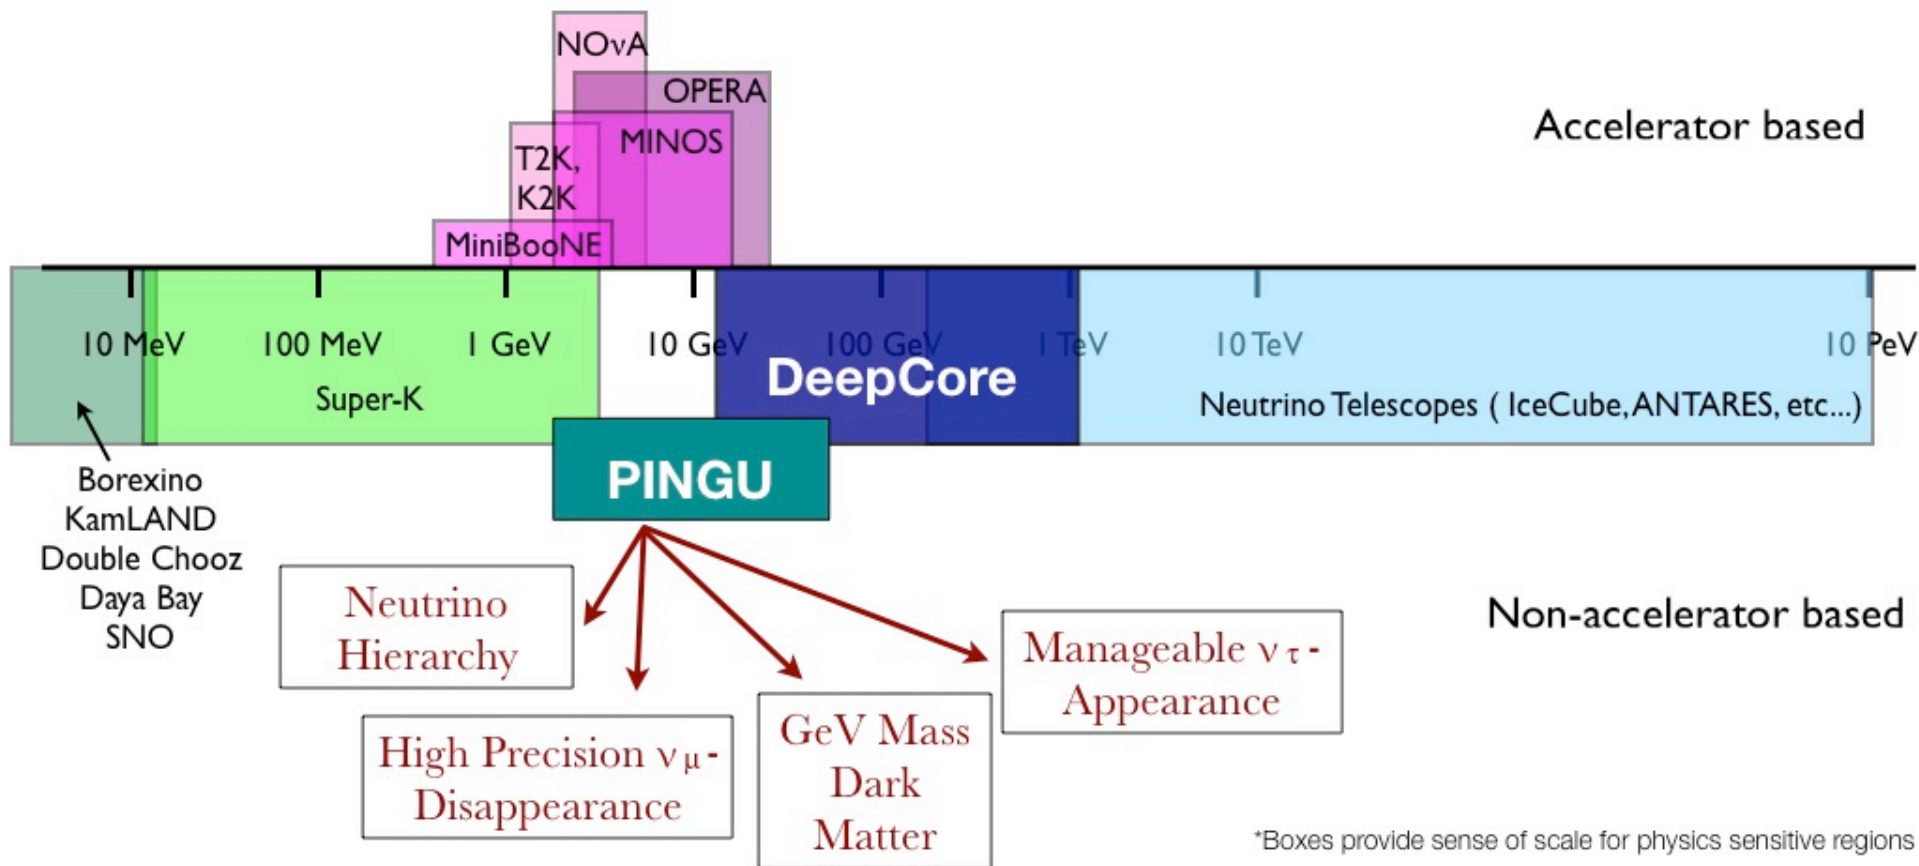 NOνA
OPERA
Accelerator based
MINOS
T2K,
K2K
MiniBooNE
10 MeV
100 MeV
1 GeV
10 GeV
100 GeV
1 TeV
10 TeV
10 PeV
DeepCore
Super-K
Neutrino Telescopes ( IceCube, ANTARES, etc...)
PINGU
Borexino
KamLAND
Double Chooz
Daya Bay
SNO
Non-accelerator based
Neutrino
Hierarchy
High Precision ν μ -
Disappearance
GeV Mass
Dark
Matter
Manageable ν τ -
Appearance
*Boxes provide sense of scale for physics sensitive regions